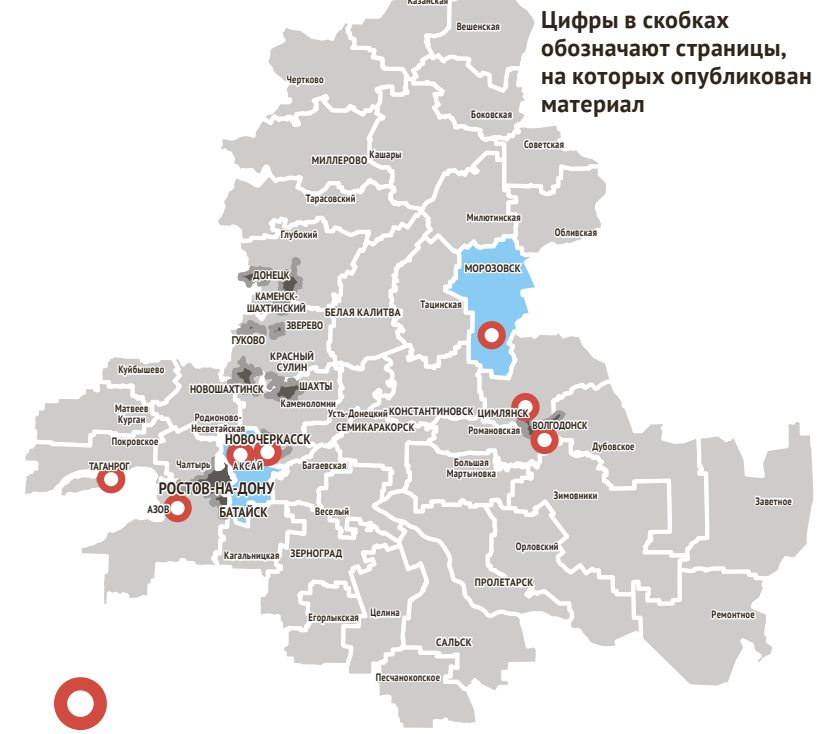 Казанская
Вешенская
Цифры в скобках
обозначают страницы,
на которых опубликован
материал
Чертково
Боковская
Советская
МИЛЛЕРОВО
Кашары
Тарасовский
Милютинская
Обливская
Глубокий
МОРОЗОВСК
ДОНЕЦК
КАМЕНСК-
ШАХТИНСКИЙ
Тацинская
БЕЛАЯ КАЛИТВА
ЗВЕРЕВО
ГУКОВО
КРАСНЫЙ
СУЛИН
Куйбышево
НОВОШАХТИНСК
ШАХТЫ
Каменоломни
Матвеев
Курган
Родионово-
Несветайская
Усть-Донецкий
КОНСТАНТИНОВСК
ЦИМЛЯНСК
СЕМИКАРАКОРСК
Романовская
ВОЛГОДОНСК
Покровское
НОВОЧЕРКАССК
Дубовское
ТАГАНРОГ
Чалтырь
АКСАЙ
Багаевская
Большая
Мартыновка
РОСТОВ-НА-ДОНУ
Зимовники
Заветное
АЗОВ
БАТАЙСК
Веселый
Кагальницкая
ЗЕРНОГРАД
Орловский
ПРОЛЕТАРСК
Егорлыкская
Целина
Ремонтное
САЛЬСК
Песчанокопское